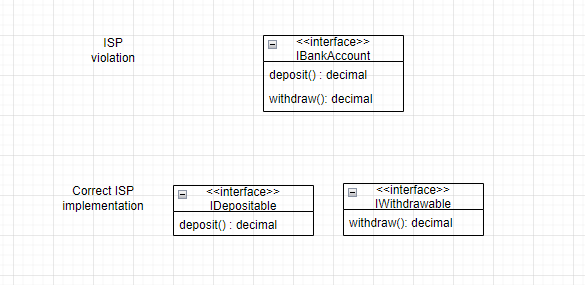 ISP
violation
<<interface>>
IBankAccount
deposit() : decimal
withdraw(): decimal
Correct ISP
implementation
<<interface>>
IDepositable
deposit() : decimal
<<interface>>
IWithdrawable
withdraw(): decimal